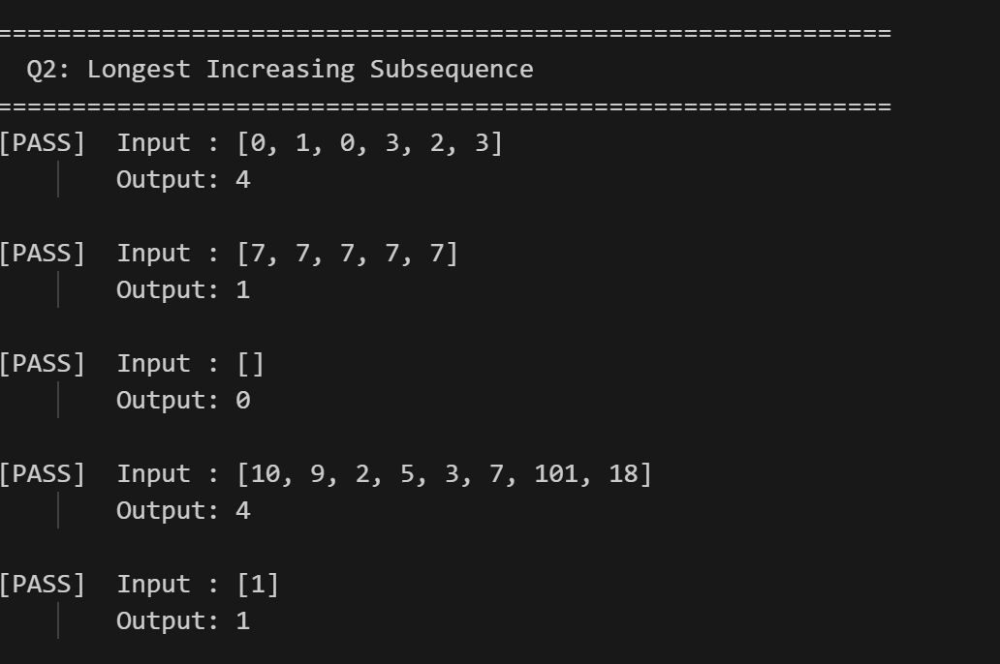 ============================================================
Q2: Longest Increasing Subsequence
============================================================
[PASS]  Input : [0, 1, 0, 3, 2, 3]
Output: 4
[PASS]  Input : [7, 7, 7, 7, 7]
Output: 1
[PASS]  Input : []
Output: 0
[PASS]  Input : [10, 9, 2, 5, 3, 7, 101, 18]
Output: 4
[PASS]  Input : [1]
Output: 1